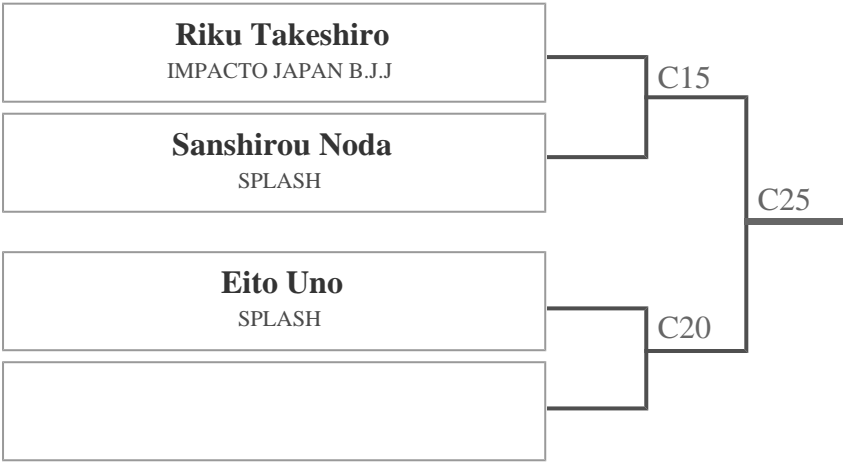 Riku Takeshiro
IMPACTO JAPAN B.J.J
C15
Sanshirou Noda
SPLASH
C25
Eito Uno
SPLASH
C20